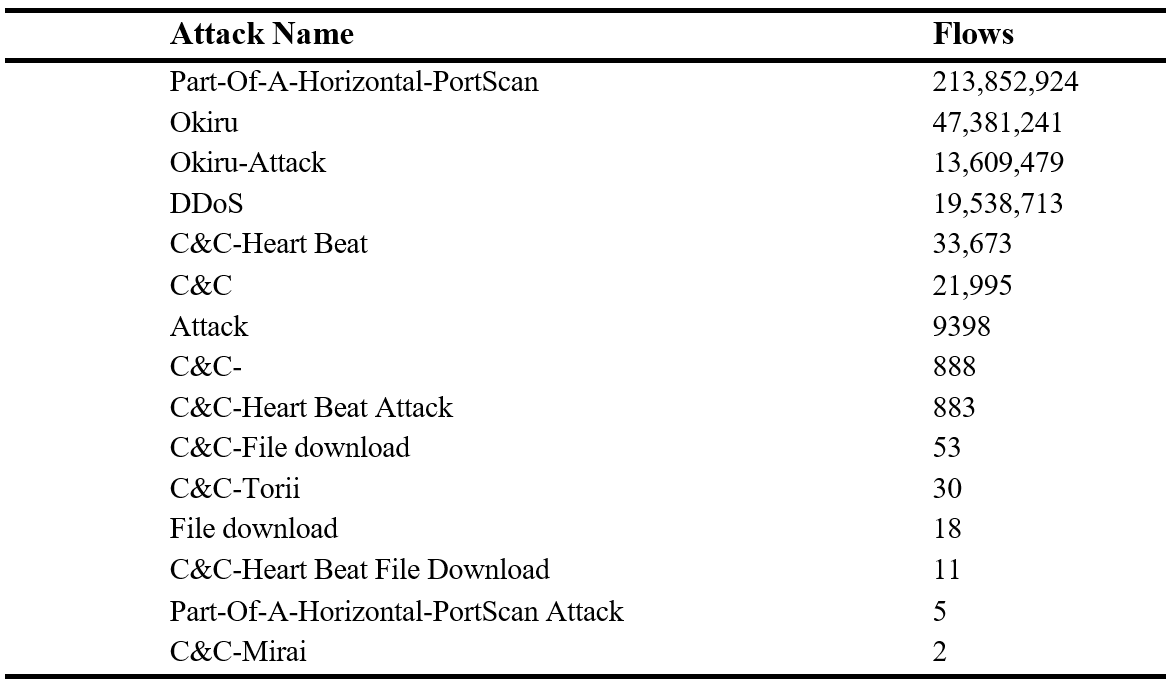 Attack Name Flows
Part-Of-A-Horizontal-PortScan 213,852,924
Okiru 47,381,241
Okiru-Attack 13,609,479
DDoS 19,538,713
C&C-Heart Beat 33,673
C&C 21,995
Attack 9398
C&C- 888
C&C-Heart Beat Attack 883
C&C-File download 53
C&C-Torii 30
File download 18
C&C-Heart Beat File Download 11
Part-Of-A-Horizontal-PortScan Attack 5
C&C-Mirai 2